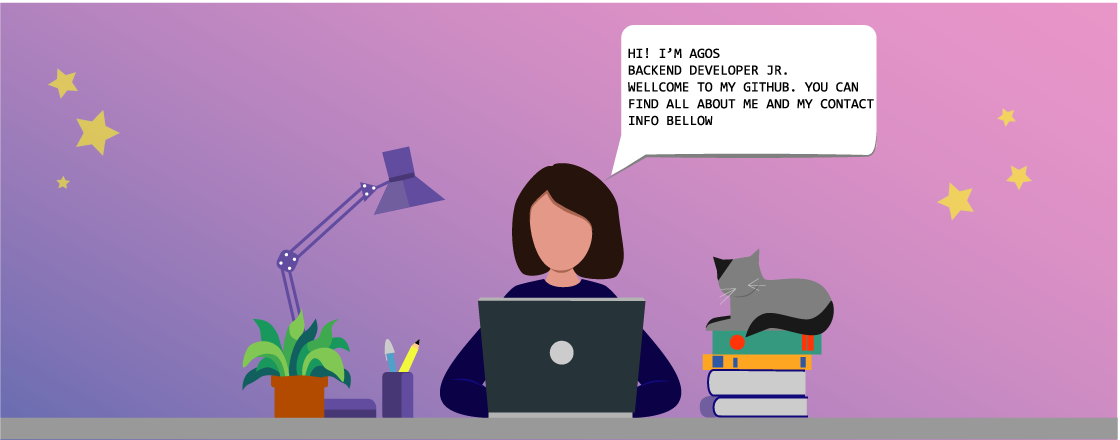 HI! I’M AGOS
BACKEND DEVELOPER JR.
WELLCOME TO MY GITHUB. YOU CAN
FIND ALL ABOUT ME AND MY CONTACT
INFO BELLOW